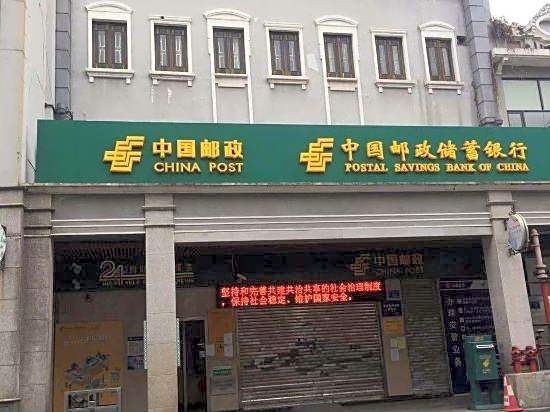 中国邮政
CHINA POST
中国邮政储蓄银行
POSTAL SAVINGS BANK OF CHINA
24
中国邮政
CHINA POST
坚持和完善共建共治共享的社会治理制度
保持社会稳定、维护国家安全。